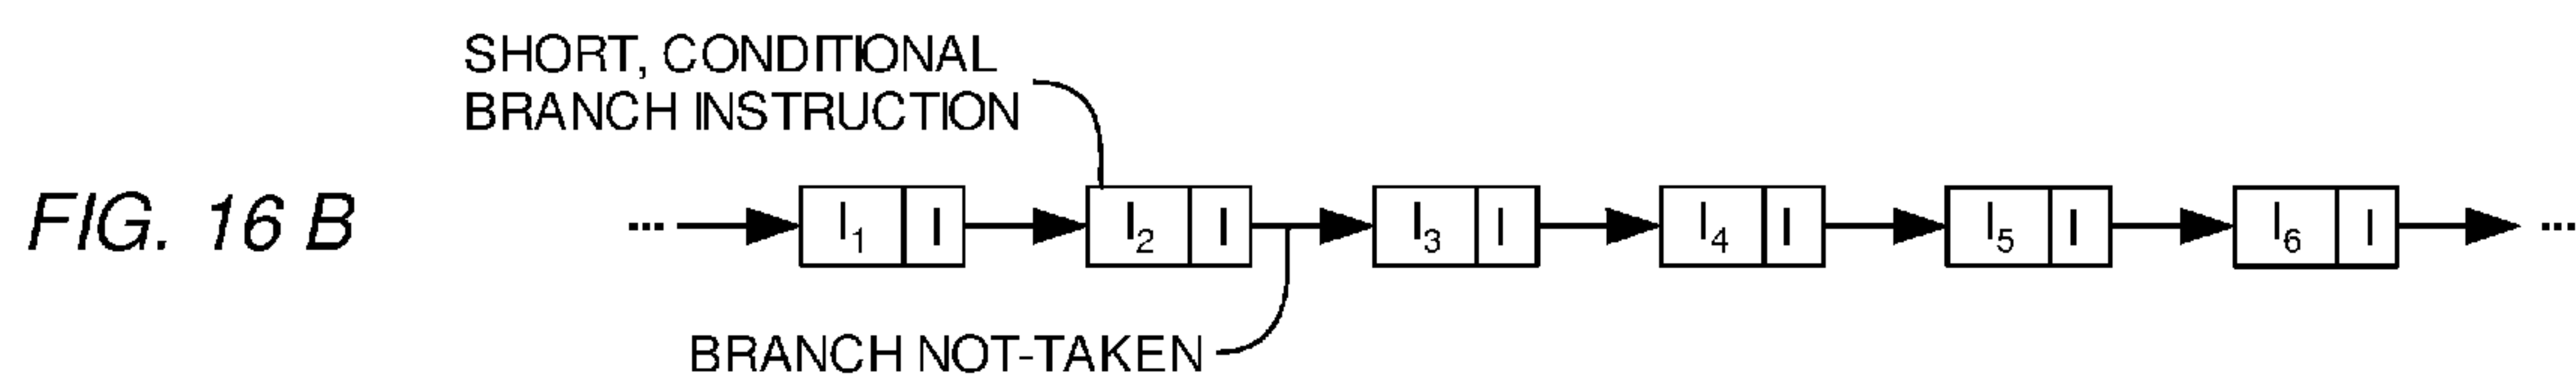 SHORT, CONDITIONAL
BRANCH INSTRUCTION
FIG. 16 B
... I₁ I I₂ I I₃ I I₄ I I₅ I I₆ I ...
BRANCH NOT-TAKEN